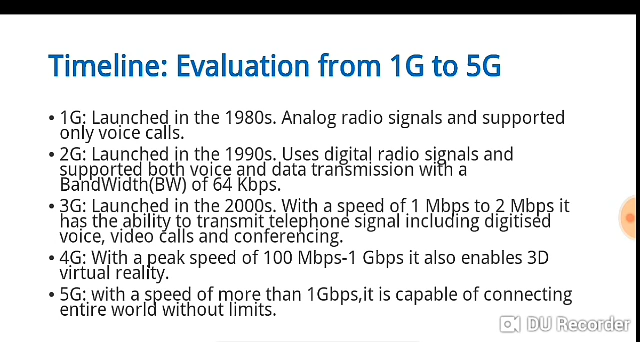 Timeline: Evaluation from 1G to 5G
• 1G: Launched in the 1980s. Analog radio signals and supported
only voice calls.
• 2G: Launched in the 1990s. Uses digital radio signals and
supported both voice and data transmission with a
BandWidth(BW) of 64 Kbps.
• 3G: Launched in the 2000s. With a speed of 1 Mbps to 2 Mbps it
has the ability to transmit telephone signal including digitised
voice, video calls and conferencing.
• 4G: With a peak speed of 100 Mbps-1 Gbps it also enables 3D
virtual reality.
• 5G: with a speed of more than 1Gbps,it is capable of connecting
entire world without limits.
DU Recorder